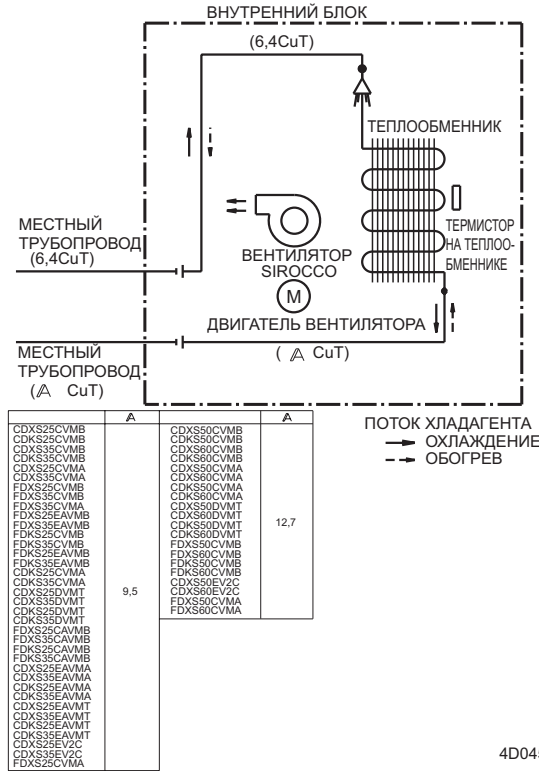 ВНУТРЕННИЙ БЛОК
(6,4CuT)
ТЕПЛООБМЕННИК
МЕСТНЫЙ
ТРУБОПРОВОД
(6,4CuT)
ВЕНТИЛЯТОР
SIROCCO
ТЕРМИСТОР
НА ТЕПЛОО-
БМЕННИКЕ
M
ДВИГАТЕЛЬ ВЕНТИЛЯТОРА
( A CuT)
МЕСТНЫЙ
ТРУБОПРОВОД
(A CuT)
ПОТОК ХЛАДАГЕНТА
ОХЛАЖДЕНИЕ
ОБОГРЕВ
A
CDXS25CVMB
CDKS25CVMB
CDXS35CVMB
CDKS35CVMB
CDXS25CVMA
CDXS35CVMA
FDXS25CVMB
FDXS35CVMB
FDXS35CVMA
FDXS25EAVMB
FDXS35EAVMB
FDKS25CVMB
FDKS35CVMB
FDKS25EAVMB
FDKS35EAVMB
CDKS25CVMA
CDKS35CVMA
CDXS25DVMT
CDXS35DVMT
CDKS25DVMT
CDKS35DVMT
FDXS25CAVMB
FDXS35CAVMB
FDKS25CAVMB
FDKS35CAVMB
CDXS25EAVMA
CDXS35EAVMA
CDKS25EAVMA
CDKS35EAVMA
CDXS25EAVMT
CDXS35EAVMT
CDKS25EAVMT
CDKS35EAVMT
CDXS25EV2C
CDXS35EV2C
FDXS25CVMA
9,5
A
CDXS50CVMB
CDKS50CVMB
CDXS60CVMB
CDKS60CVMB
CDXS50CVMA
CDXS60CVMA
CDKS50CVMA
CDKS60CVMA
CDXS50DVMT
CDXS60DVMT
CDKS50DVMT
CDKS60DVMT
FDXS50CVMB
FDXS60CVMB
FDKS50CVMB
FDKS60CVMB
CDXS50EV2C
CDXS60EV2C
FDXS50CVMA
FDXS60CVMA
12,7